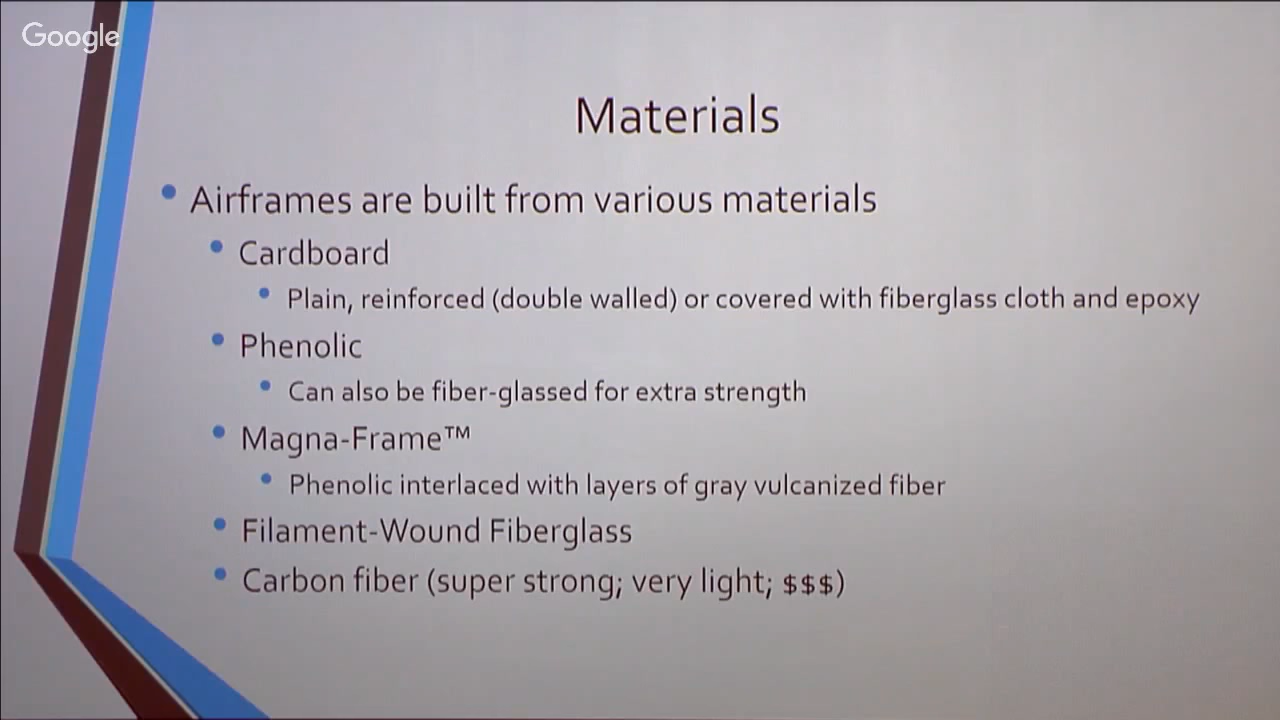 Google
Materials
• Airframes are built from various materials
• Cardboard
• Plain, reinforced (double walled) or covered with fiberglass cloth and epoxy
• Phenolic
• Can also be fiber-glassed for extra strength
• Magna-Frame™
• Phenolic interlaced with layers of gray vulcanized fiber
• Filament-Wound Fiberglass
• Carbon fiber (super strong; very light; $$$)